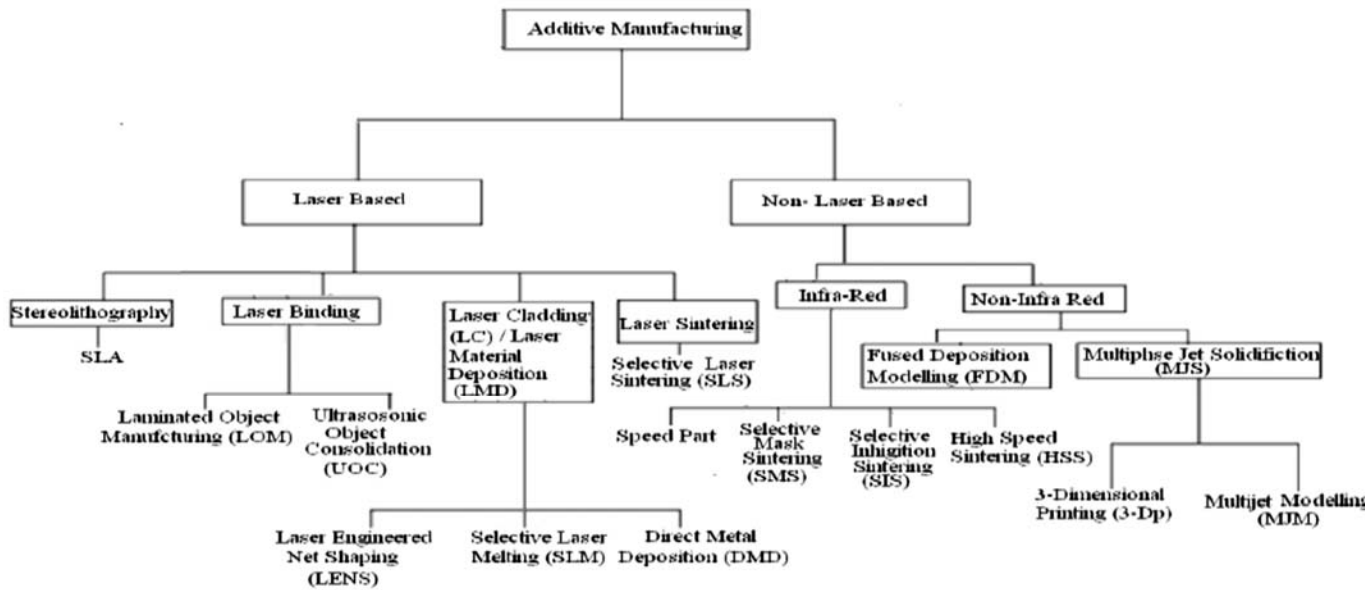 Additive Manufacturing
Laser Based
Non- Laser Based
Stereolithography
SLA
Laser Binding
Laminated Object
Manufcturing (LOM)
Ultrasosonic
Object
Consolidation
(UOC)
Laser Cladding
(LC) / Laser
Material
Deposition
(LMD)
Laser Engineered
Net Shaping
(LENS)
Selective Laser
Melting (SLM)
Direct Metal
Deposition (DMD)
Laser Sintering
Selective Laser
Sintering (SLS)
Infra-Red
Speed Part
Selective
Mask
Sintering
(SMS)
Selective
Inhigition
Sintering
(SIS)
High Speed
Sintering (HSS)
Non-Infra Red
Fused Deposition
Modelling (FDM)
Multiphse Jet Solidifiction
(MJS)
3-Dimensional
Printing (3-Dp)
Multijet Modelling
(MJM)